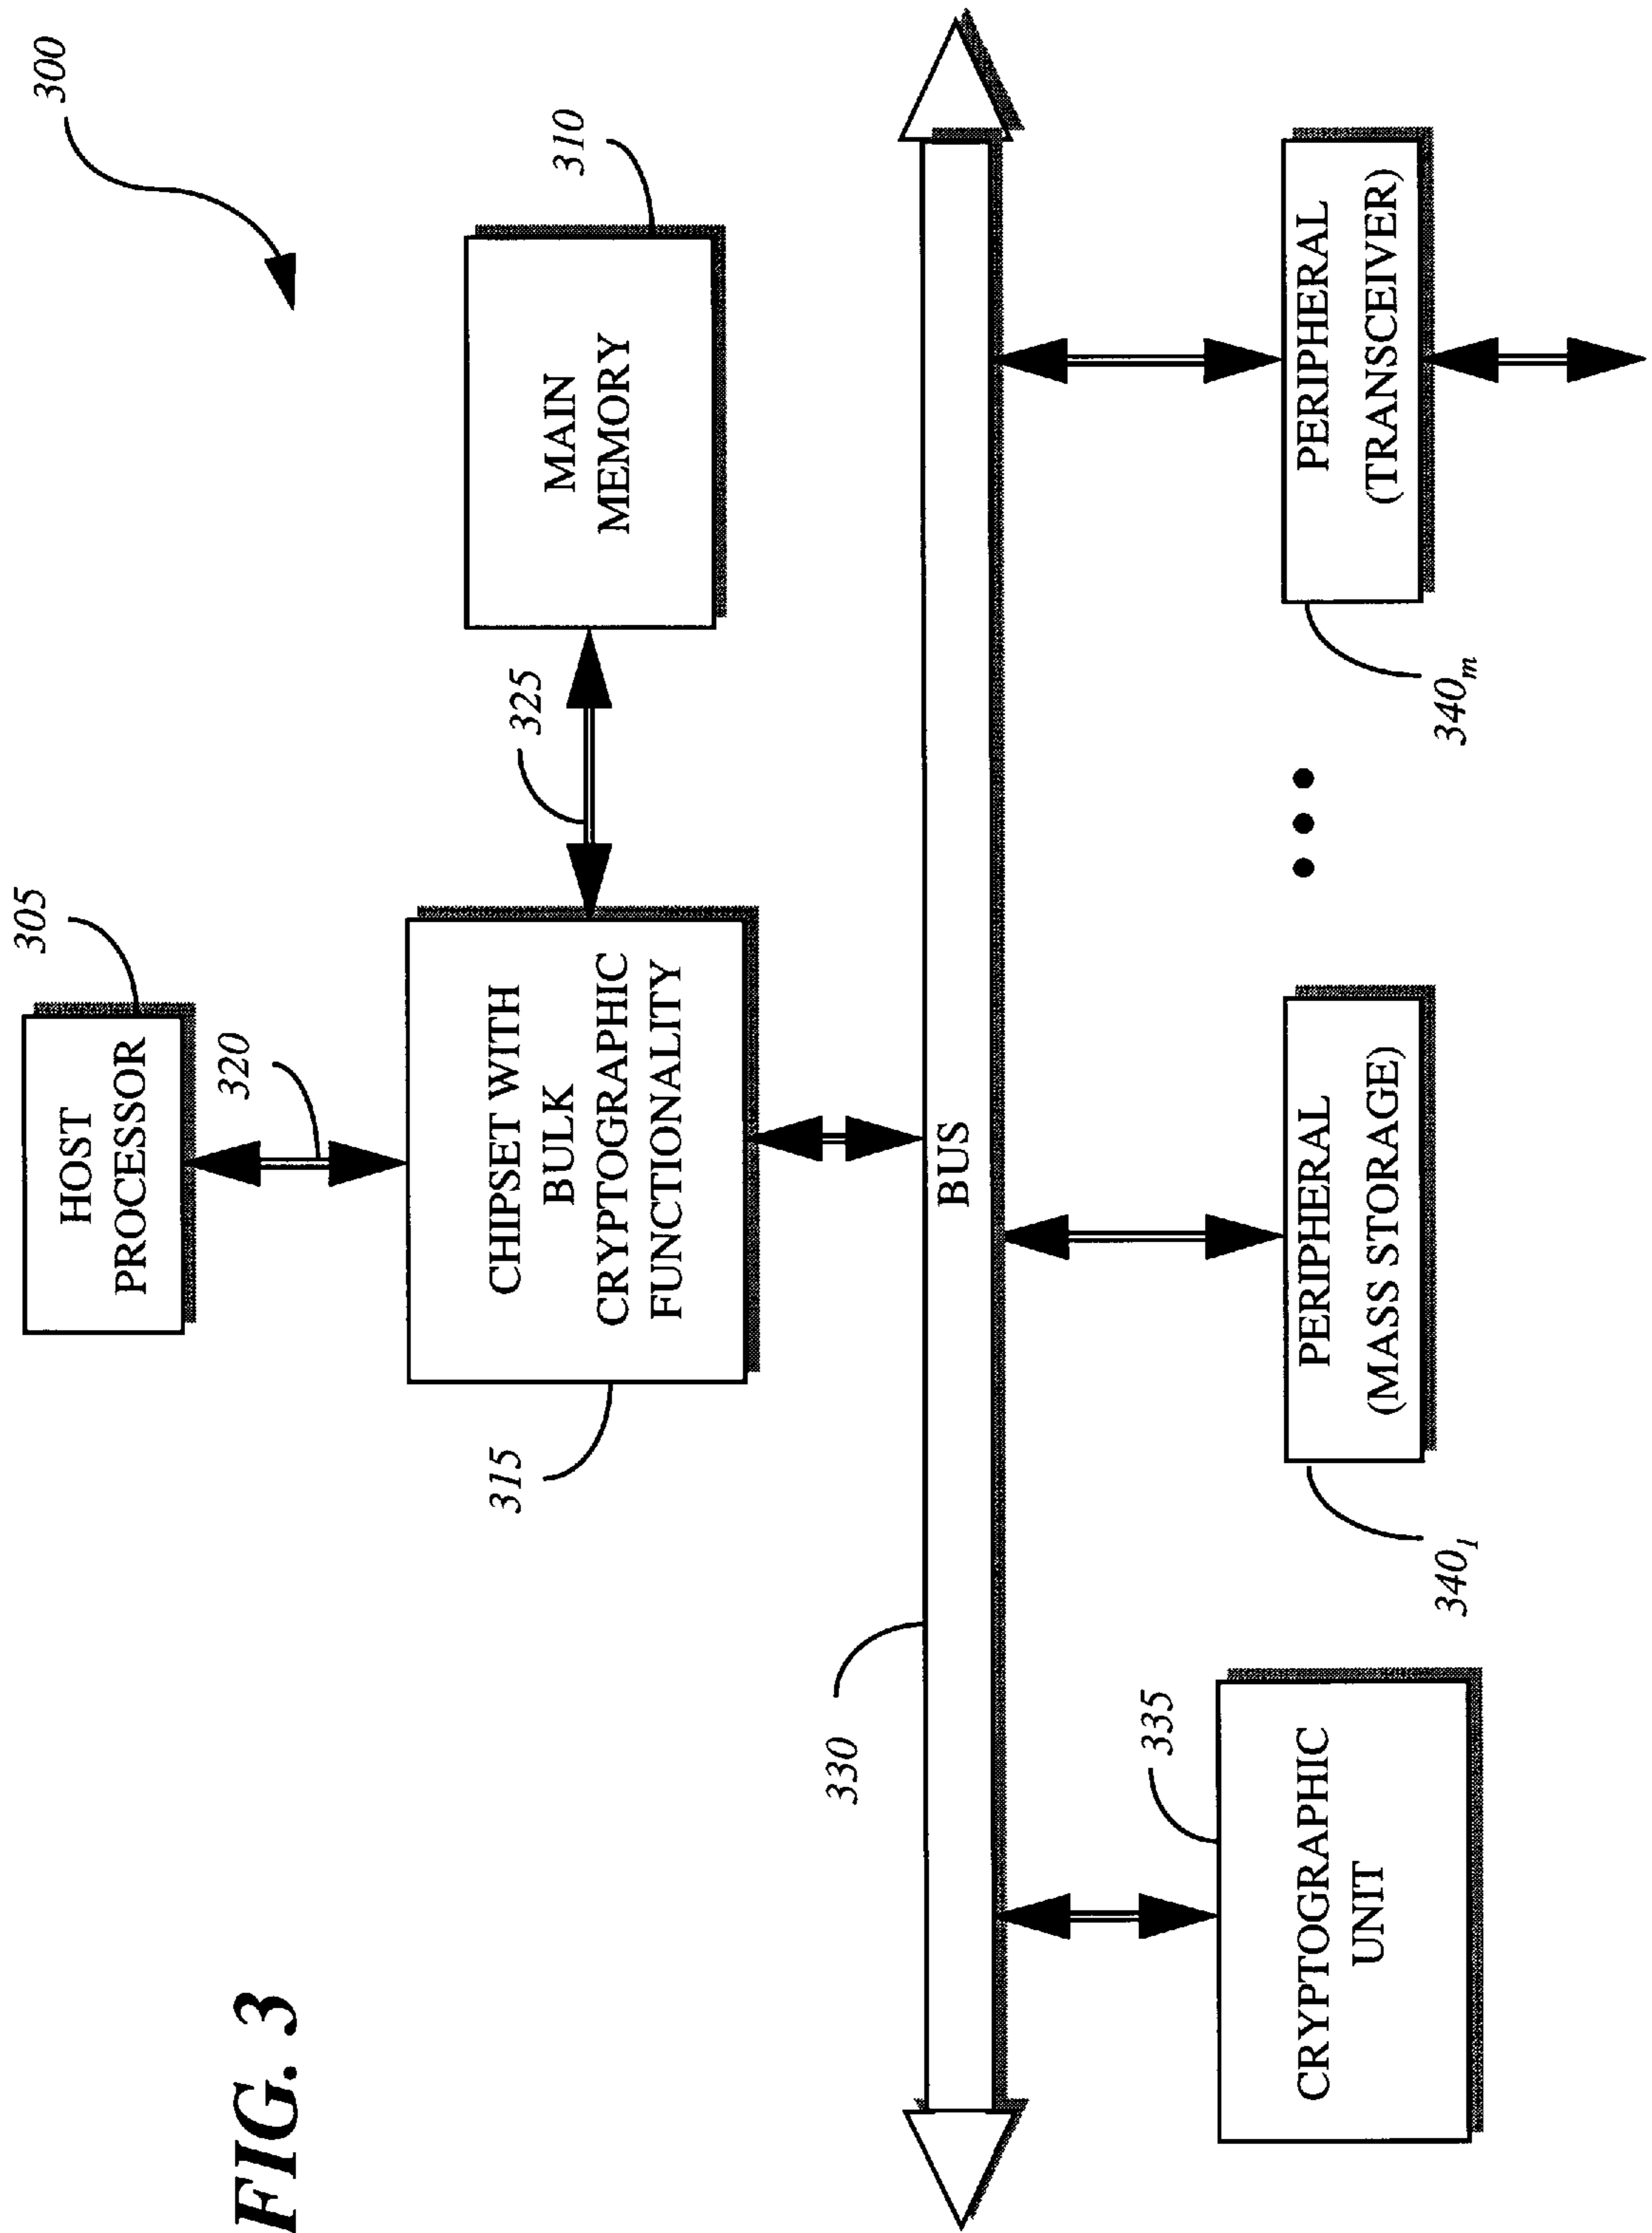 FIG. 3
300
HOST
PROCESSOR
305
320
CHIPSET WITH
BULK
CRYPTOGRAPHIC
FUNCTIONALITY
315
325
MAIN
MEMORY
310
330
BUS
CRYPTOGRAPHIC
UNIT
335
PERIPHERAL
(MASS STORAGE)
340₁
PERIPHERAL
(TRANSCEIVER)
340ₘ